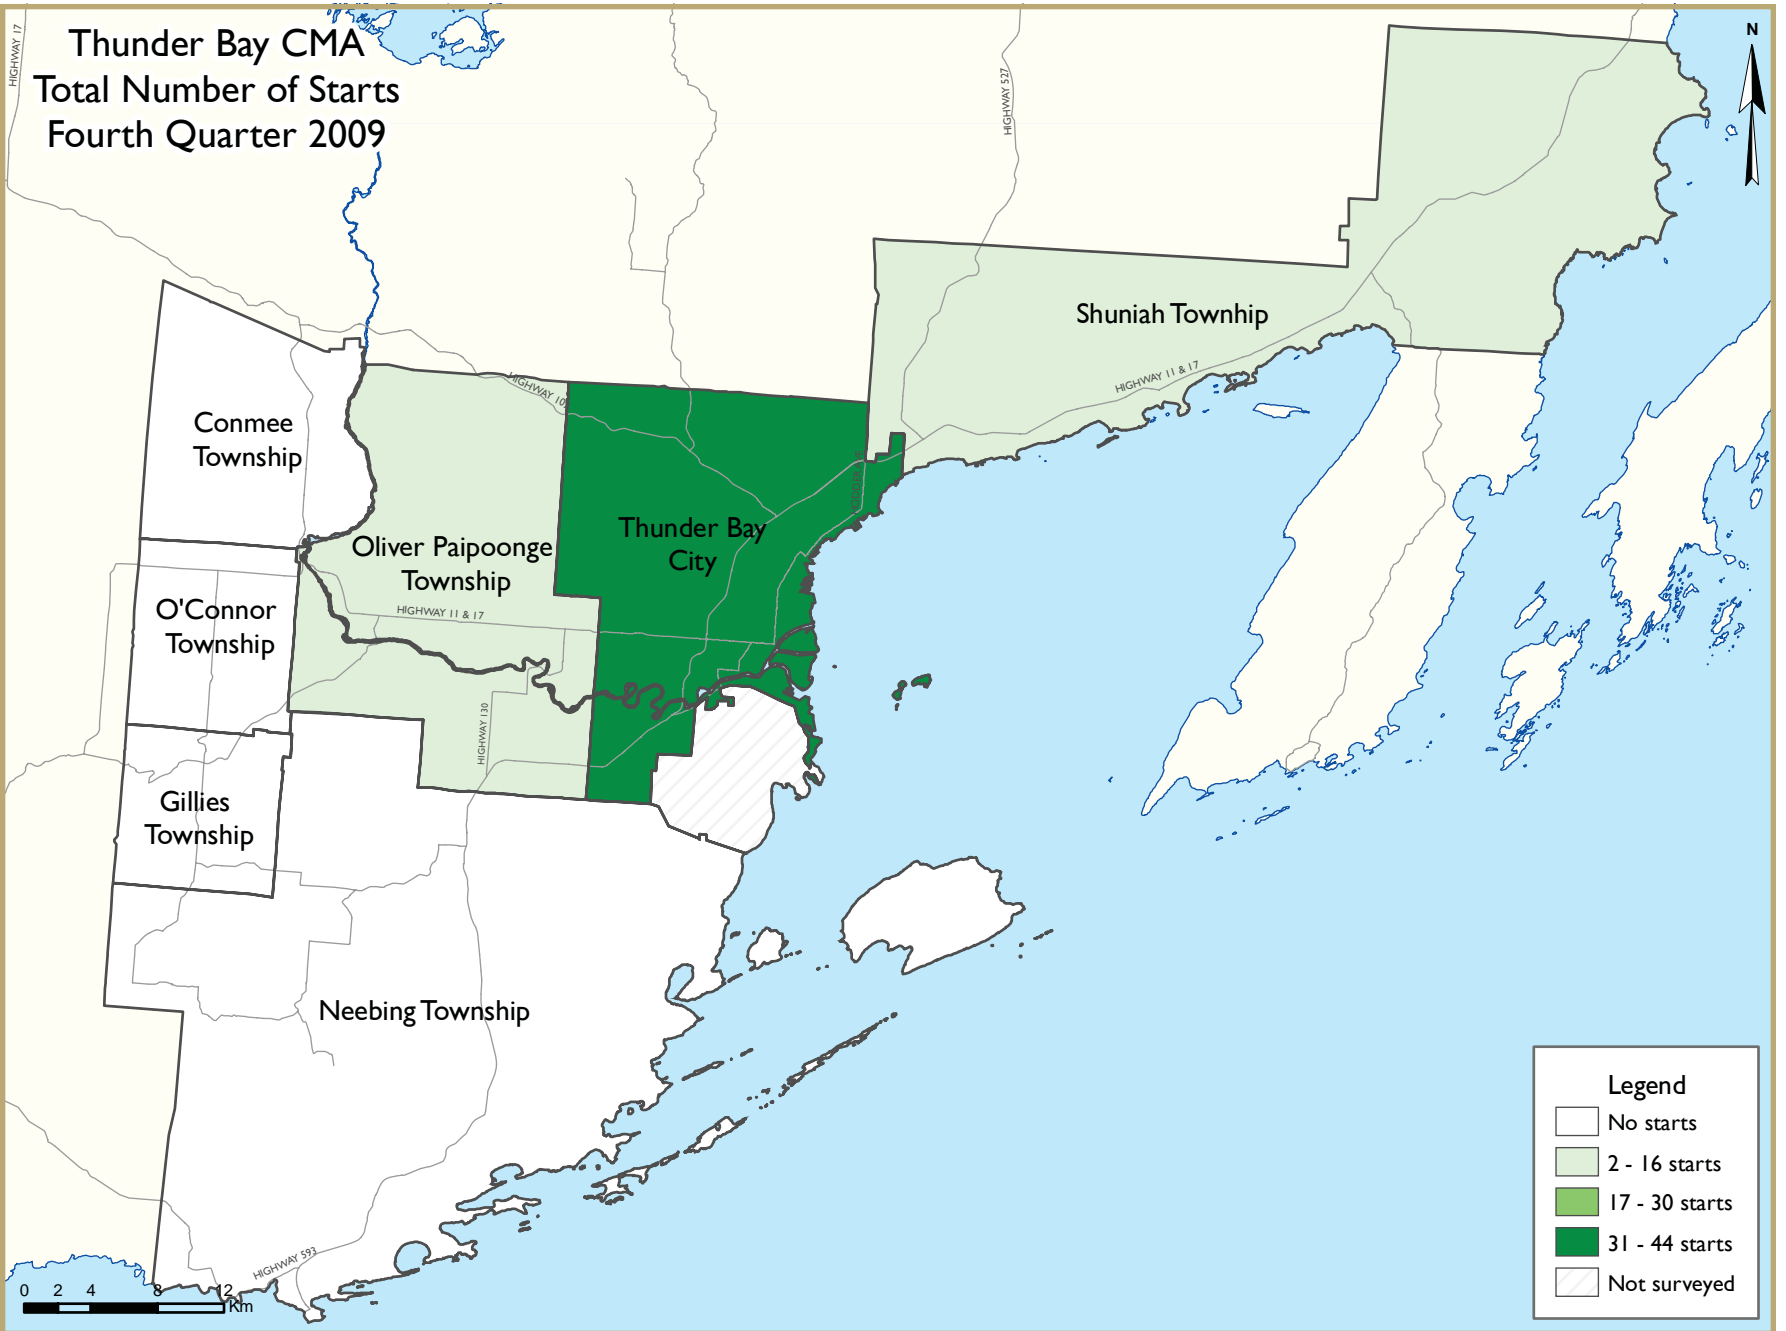 Thunder Bay CMA
Total Number of Starts
Fourth Quarter 2009
HIGHWAY 17
HIGHWAY 527
N
Shuniah Townhip
HIGHWAY 11 & 17
HIGHWAY 10
Conmee
Township
Thunder Bay
City
Oliver Paipoonge
Township
HIGHWAY 11 & 17
O'Connor
Township
HIGHWAY 130
Gillies
Township
Neebing Township
HIGHWAY 593
0 2 4 8 12
Km
Legend
No starts
2 - 16 starts
17 - 30 starts
31 - 44 starts
Not surveyed